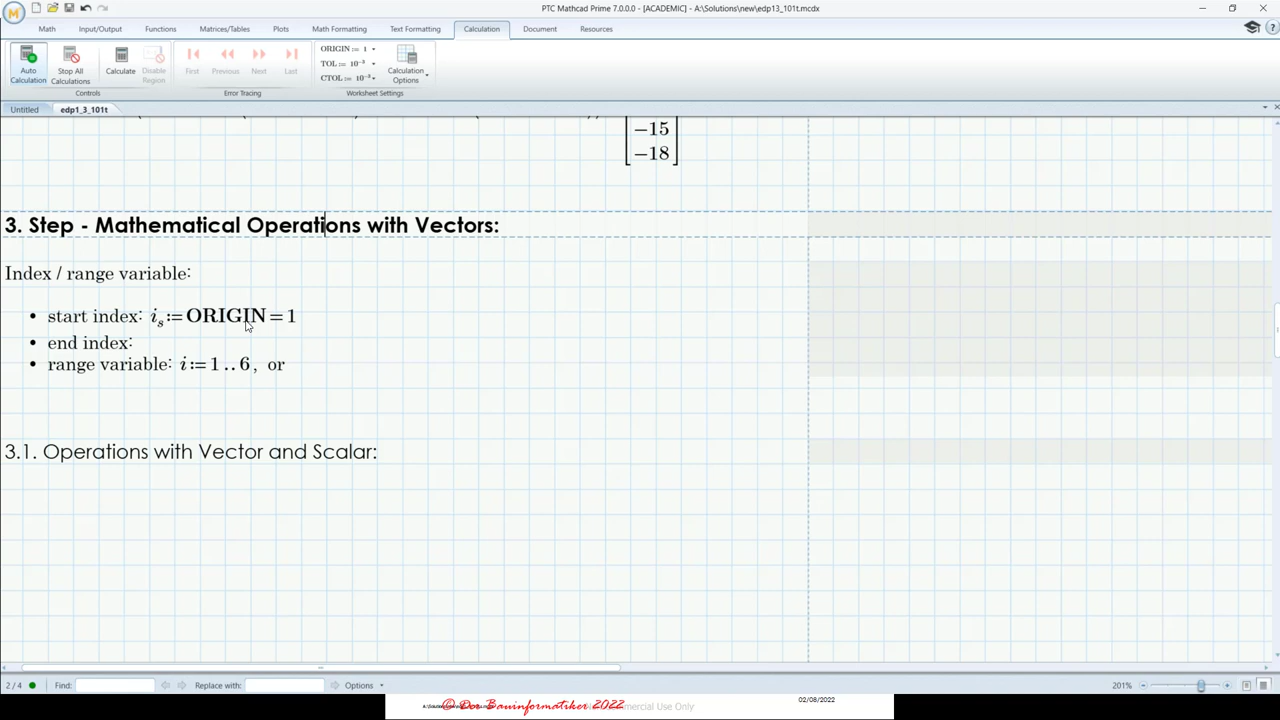 PTC Mathcad Prime 7.0.0.0 - [ACADEMIC] - A:\Solutions\new\edp13_101t.mcdx
Math Input/Output Functions Matrices/Tables Plots Math Formatting Text Formatting Calculation Document Resources
Auto Calculation
Stop All Calculations
Calculate
Disable Region
First
Previous
Next
Last
ORIGIN := 1
TOL := 10⁻³
CTOL := 10⁻³
Calculation Options
Controls
Error Tracing
Worksheet Settings
Untitled
edp1_3_101t
−15
−18
3. Step - Mathematical Operations with Vectors:
Index / range variable:
• start index: iₛ := ORIGIN = 1
• end index:
• range variable: i := 1 .. 6 , or
3.1. Operations with Vector and Scalar:
2 / 4
Find:
Replace with:
Options
201%
© Der Bauinformatiker 2022
Commercial Use Only
02/08/2022